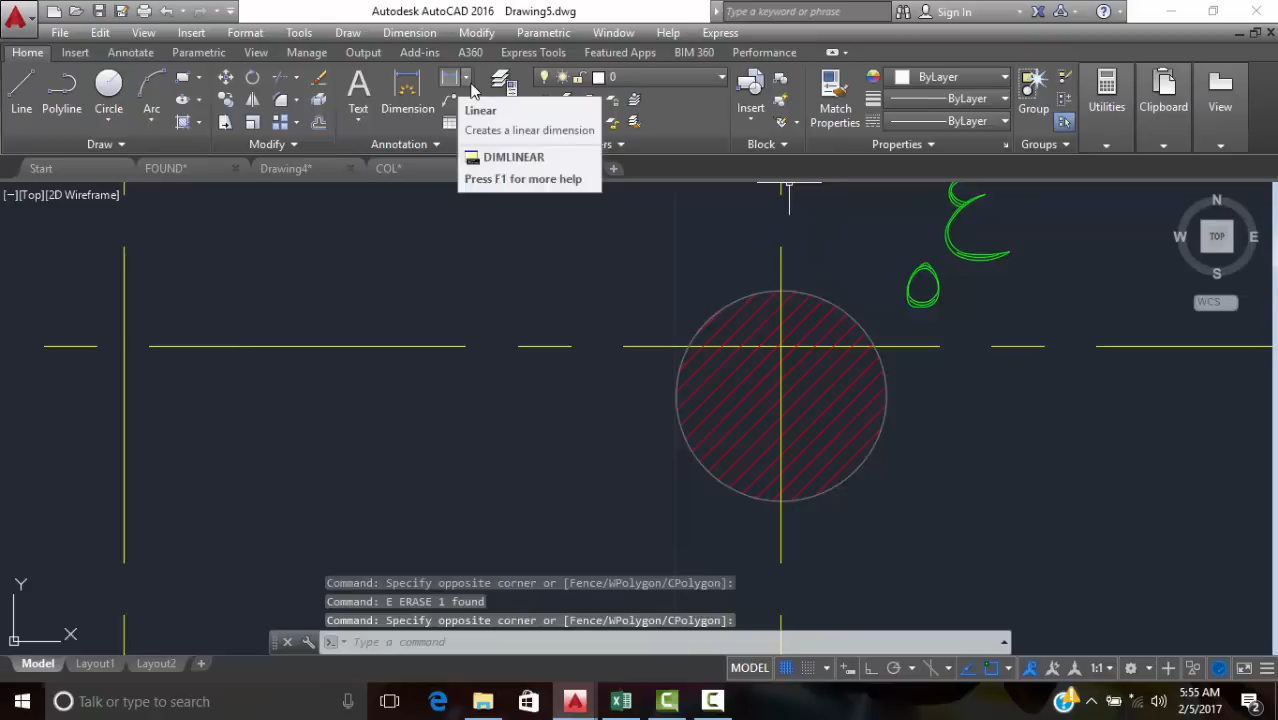 Autodesk AutoCAD 2016 Drawing5.dwg
Type a keyword or phrase
Sign In
File Edit View Insert Format Tools Draw Dimension Modify Parametric Window Help Express
Home Insert Annotate Parametric View Manage Output Add-ins A360 Express Tools Featured Apps BIM 360 Performance
Line Polyline Circle Arc
Text Dimension
0
Insert
Match
Properties
ByLayer
ByLayer
ByLayer
Group
Utilities
Clipboard
View
Draw Modify Annotation
Block Properties Groups
Linear
Creates a linear dimension
DIMLINEAR
Press F1 for more help
Start FOUND* Drawing4* COL*
[−][Top][2D Wireframe]
N
W TOP E
S
WCS
Y
X
Command: Specify opposite corner or [Fence/WPolygon/CPolygon]:
Command: E ERASE 1 found
Command: Specify opposite corner or [Fence/WPolygon/CPolygon]:
Type a command
Model Layout1 Layout2
MODEL
1:1
Talk or type here
5:55 AM
2/5/2017
2